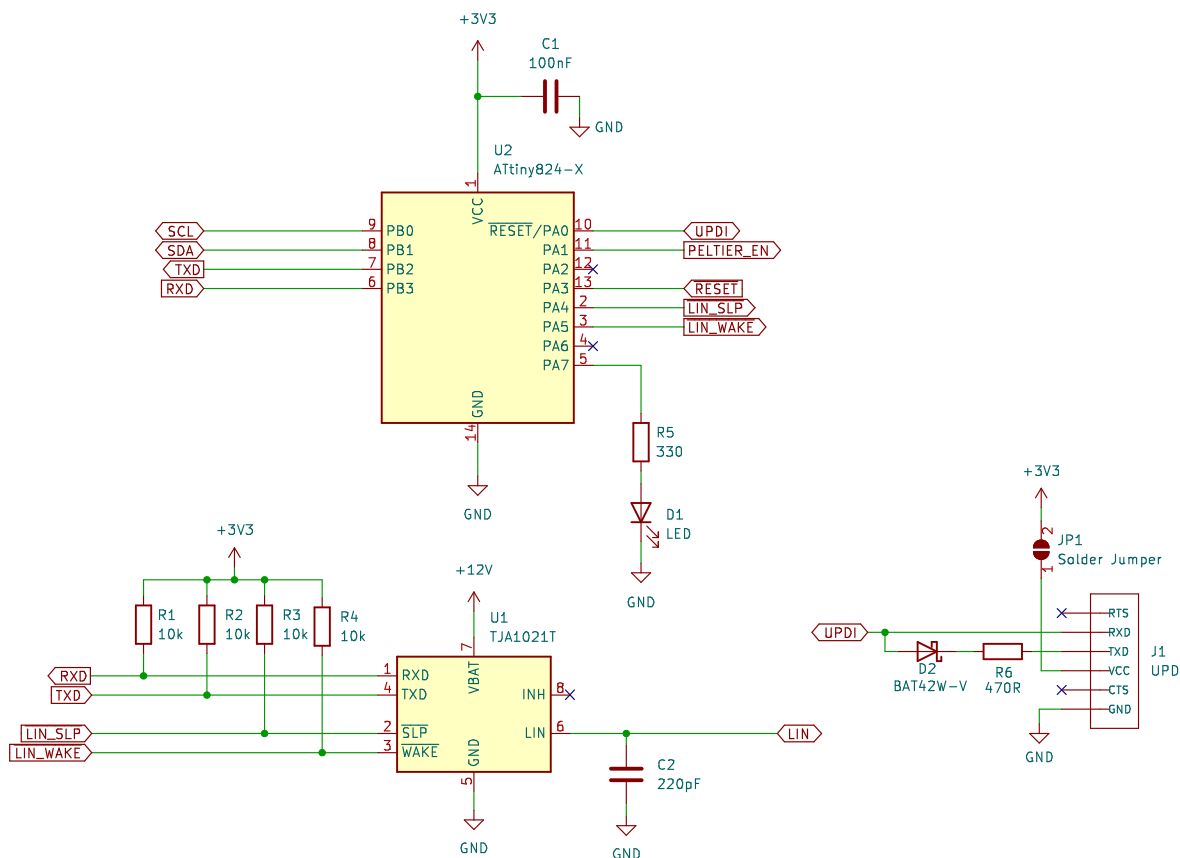 +3V3
C1
100nF
GND
U2
ATtiny824-X
1
VCC
SCL
9
PB0
RESET/PA0
10
UPDI
SDA
8
PB1
PA1
11
PELTIER_EN
TXD
7
PB2
PA2
12
RXD
6
PB3
PA3
13
RESET
PA4
2
LIN_SLP
PA5
3
LIN_WAKE
PA6
4
PA7
5
GND
14
GND
R5
330
D1
LED
GND
+3V3
R1
10k
R2
10k
R3
10k
R4
10k
+12V
U1
TJA1021T
7
VBAT
RXD
1
RXD
TXD
4
TXD
INH
8
LIN_SLP
2
SLP
LIN
6
LIN
LIN_WAKE
3
WAKE
GND
5
GND
C2
220pF
GND
+3V3
2
JP1
Solder Jumper
1
UPDI
D2
BAT42W-V
R6
470R
RTS
RXD
TXD
VCC
CTS
GND
J1
UPD
GND